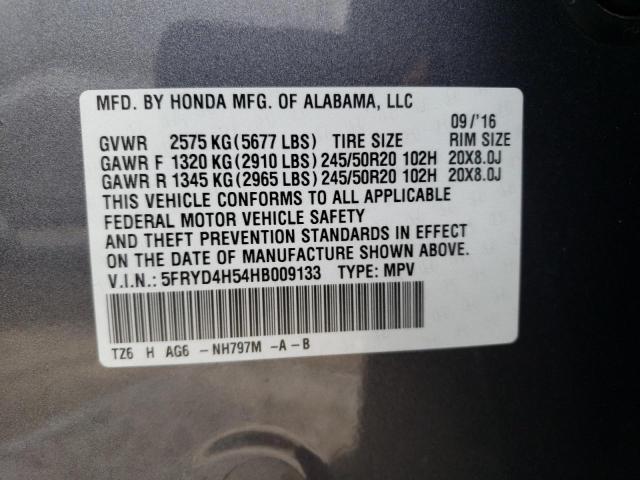 MFD. BY HONDA MFG. OF ALABAMA, LLC
09/'16
GVWR 2575 KG(5677 LBS) TIRE SIZE RIM SIZE
GAWR F 1320 KG(2910 LBS)245/50R20 102H 20X8.0J
GAWR R 1345 KG(2965 LBS)245/50R20 102H 20X8.0J
THIS VEHICLE CONFORMS TO ALL APPLICABLE
FEDERAL MOTOR VEHICLE SAFETY
AND THEFT PREVENTION STANDARDS IN EFFECT
ON THE DATE OF MANUFACTURE SHOWN ABOVE.
V.I.N.: 5FRYD4H54HB009133 TYPE: MPV
TZ6 H AG6 -NH797M -A-B